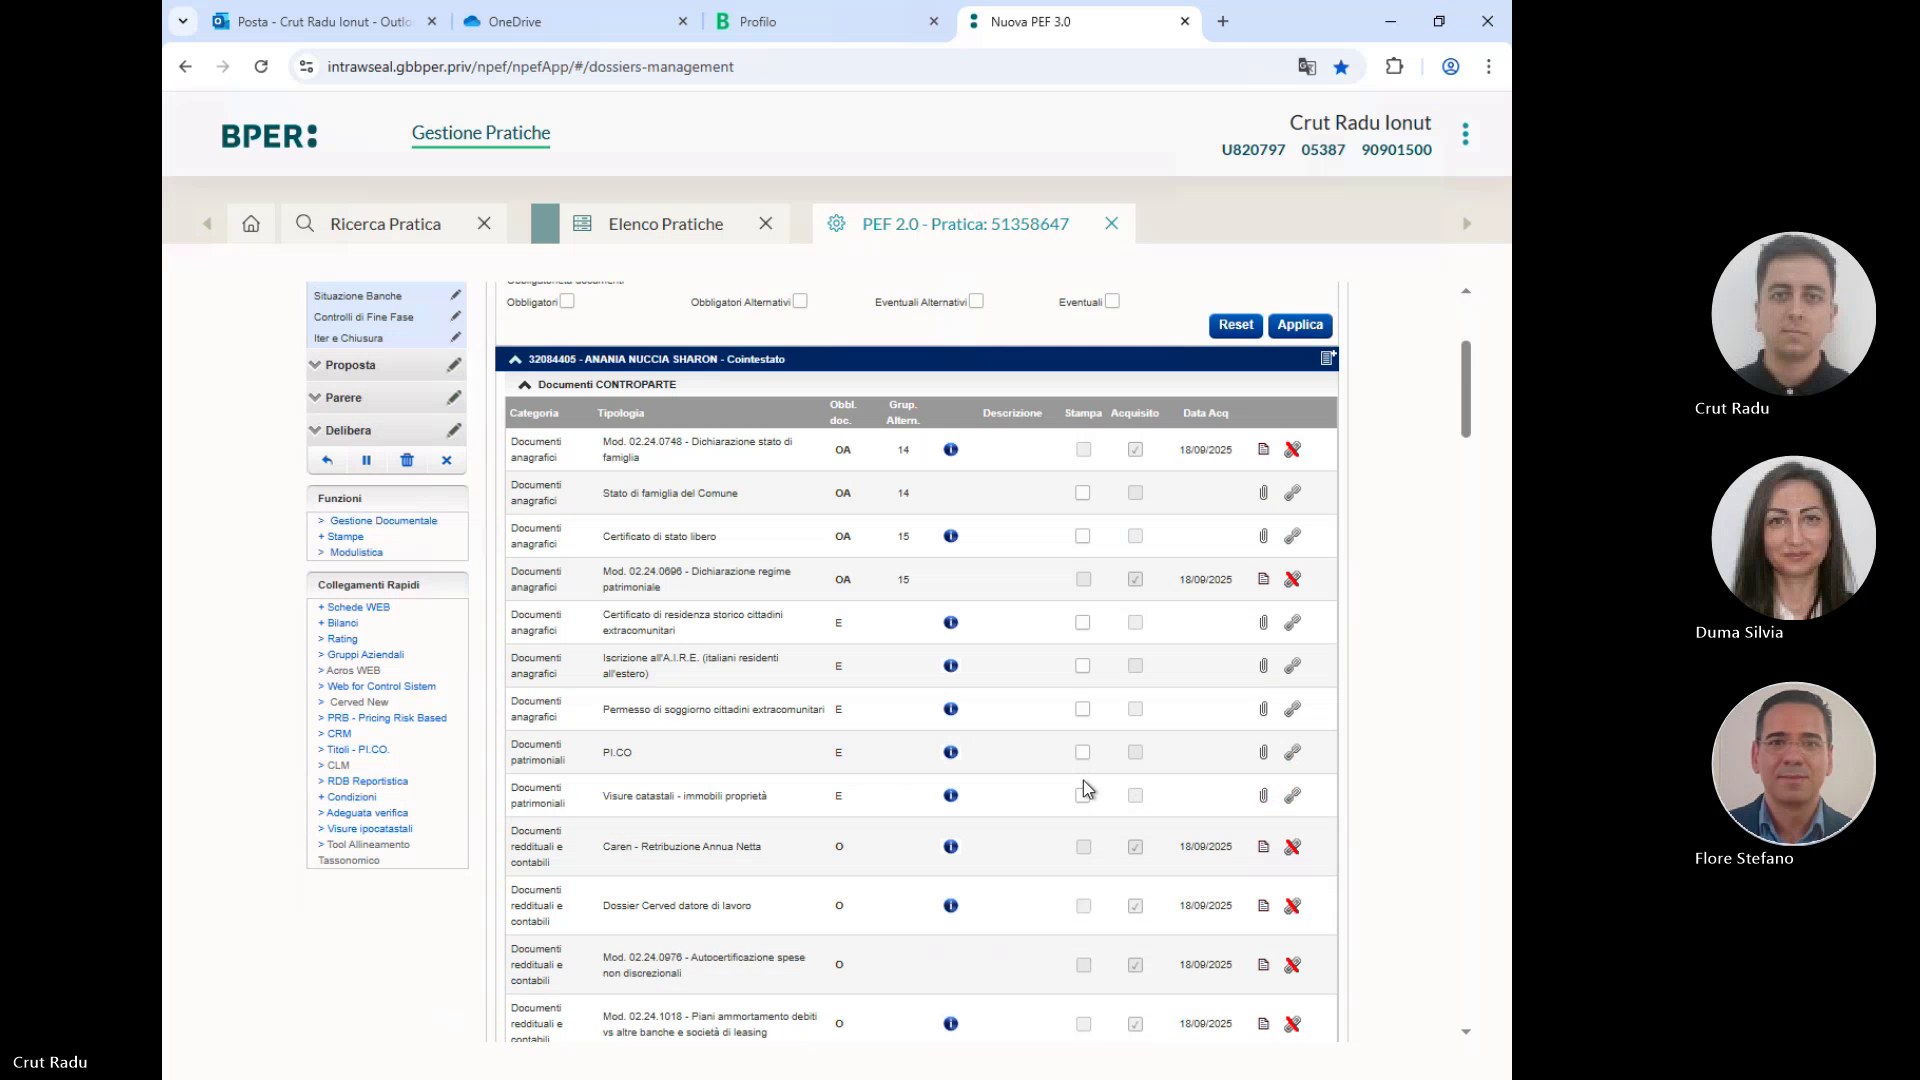 Posta - Crut Radu Ionut - Outlo
OneDrive
Profilo
Nuova PEF 3.0
intrawseal.gbbper.priv/npef/npefApp/#/dossiers-management
BPER:
Gestione Pratiche
Crut Radu Ionut
U820797 05387 90901500
Ricerca Pratica
Elenco Pratiche
PEF 2.0 - Pratica: 51358647
Situazione Banche
Controlli di Fine Fase
Iter e Chiusura
Proposta
Parere
Delibera
Funzioni
> Gestione Documentale
+ Stampe
> Modulistica
Collegamenti Rapidi
+ Schede WEB
+ Bilanci
> Rating
> Gruppi Aziendali
> Acros WEB
> Web for Control Sistem
> Cerved New
> PRB - Pricing Risk Based
> CRM
> Titoli - PI.CO.
> CLM
> RDB Reportistica
+ Condizioni
> Adeguata verifica
> Visure ipocatastali
> Tool Allineamento
Tassonomico
Obbligatori Obbligatori Alternativi Eventuali Alternativi Eventuali
Reset Applica
32084405 - ANANIA NUCCIA SHARON - Cointestato
Documenti CONTROPARTE
Categoria Tipologia Obbl. doc. Grup. Altern. Descrizione Stampa Acquisito Data Acq
Documenti anagrafici Mod. 02.24.0748 - Dichiarazione stato di famiglia OA 14 18/09/2025
Documenti anagrafici Stato di famiglia del Comune OA 14
Documenti anagrafici Certificato di stato libero OA 15
Documenti anagrafici Mod. 02.24.0696 - Dichiarazione regime patrimoniale OA 15 18/09/2025
Documenti anagrafici Certificato di residenza storico cittadini extracomunitari E
Documenti anagrafici Iscrizione all'A.I.R.E. (italiani residenti all'estero) E
Documenti anagrafici Permesso di soggiorno cittadini extracomunitari E
Documenti patrimoniali PI.CO E
Documenti patrimoniali Visure catastali - immobili proprietà E
Documenti reddituali e contabili Caren - Retribuzione Annua Netta O 18/09/2025
Documenti reddituali e contabili Dossier Cerved datore di lavoro O 18/09/2025
Documenti reddituali e contabili Mod. 02.24.0976 - Autocertificazione spese non discrezionali O 18/09/2025
Documenti reddituali e contabili Mod. 02.24.1018 - Piani ammortamento debiti vs altre banche e società di leasing O 18/09/2025
Crut Radu
Duma Silvia
Flore Stefano
Crut Radu